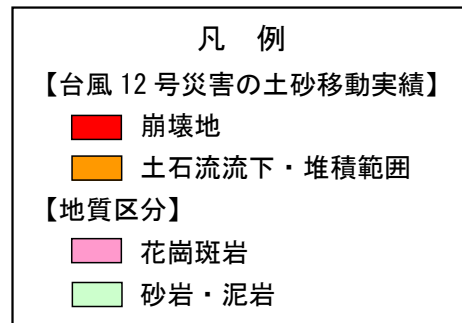 凡 例
【台風 12 号災害の土砂移動実績】
崩壊地
土石流流下・堆積範囲
【地質区分】
花崗斑岩
砂岩・泥岩